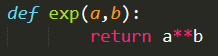 def exp(a,b):
        return a**b